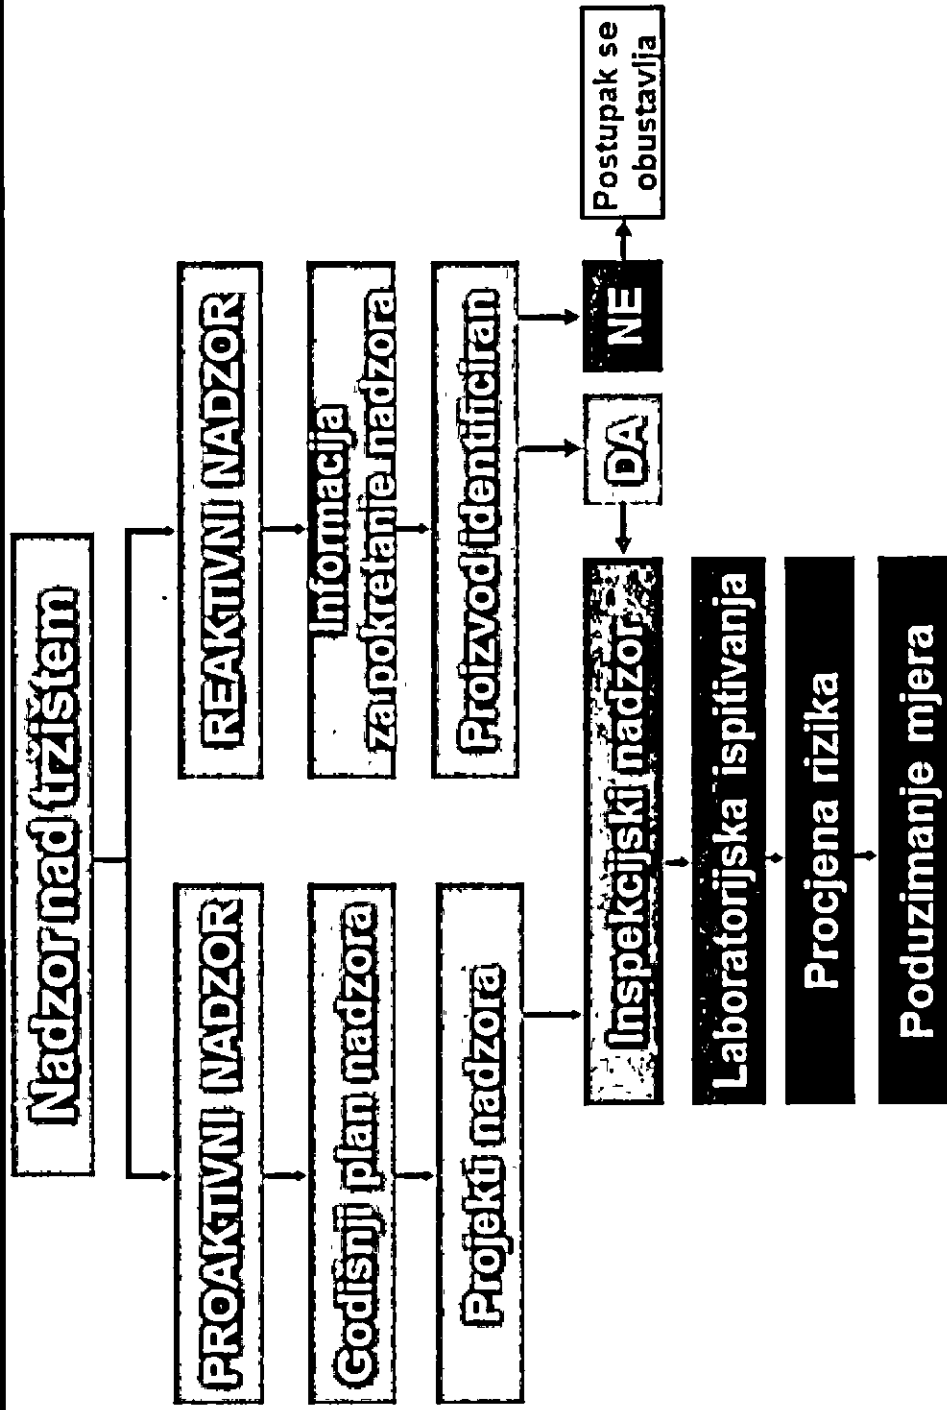 Nadzor nad tržištem
PROAKTIVNI NADZOR
REAKTIVNI NADZOR
Godišnji plan nadzora
Informacija
za pokretanje nadzora
Projekti nadzora
Proizvod identificiran
DA
NE
Postupak se
obustavlja
Inspekcijski nadzor
Laboratorijska ispitivanja
Procjena rizika
Poduzimanje mjera